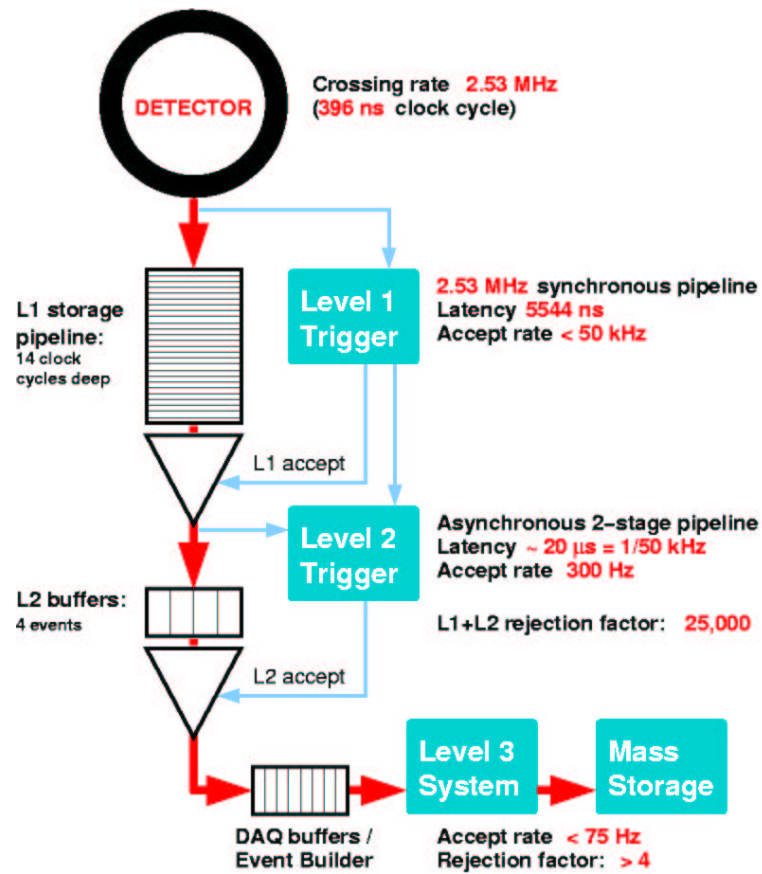 DETECTOR
Crossing rate 2.53 MHz
(396 ns clock cycle)
L1 storage
pipeline:
14 clock
cycles deep
Level 1
Trigger
2.53 MHz synchronous pipeline
Latency 5544 ns
Accept rate < 50 kHz
L1 accept
Level 2
Trigger
Asynchronous 2−stage pipeline
Latency ~ 20 µs = 1/50 kHz
Accept rate 300 Hz
L2 buffers:
4 events
L1+L2 rejection factor: 25,000
L2 accept
Level 3
System
Mass
Storage
DAQ buffers /
Event Builder
Accept rate < 75 Hz
Rejection factor: > 4